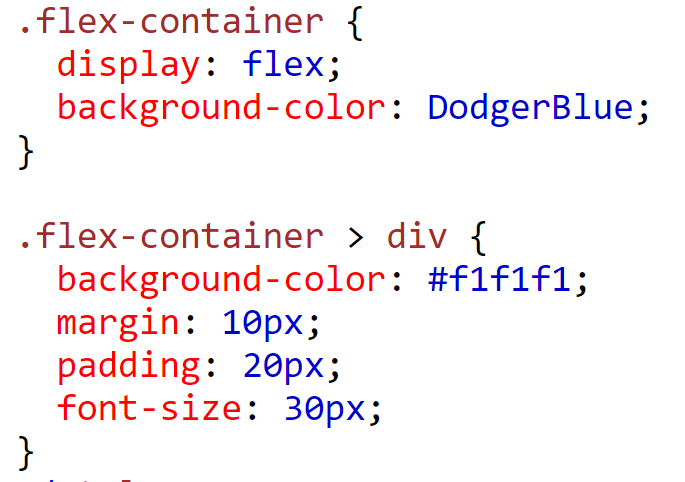 .flex-container {
  display: flex;
  background-color: DodgerBlue;
}

.flex-container > div {
  background-color: #f1f1f1;
  margin: 10px;
  padding: 20px;
  font-size: 30px;
}